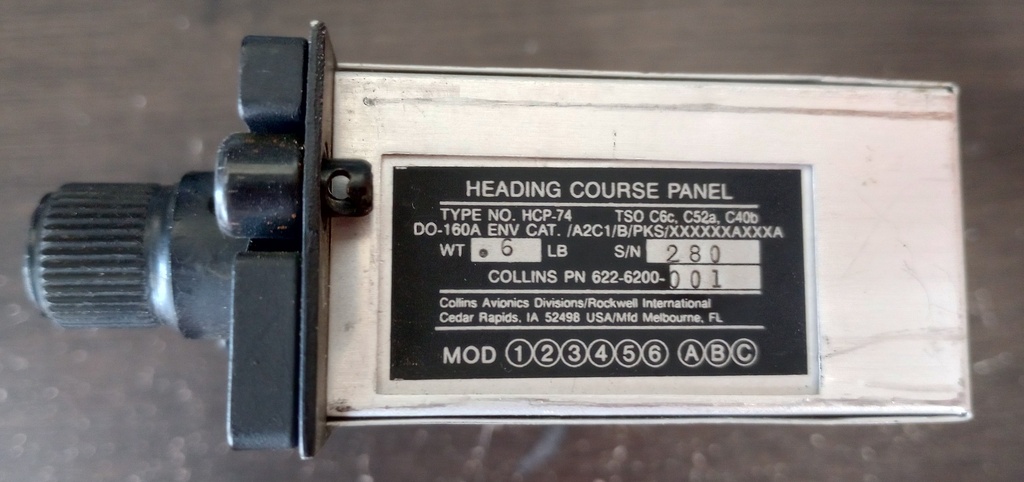 HEADING COURSE PANEL
TYPE NO. HCP-74 TSO C6c, C52a, C40b
DO-160A ENV CAT. /A2C1/B/PKS/XXXXXXAXXXA
WT .6 LB S/N 280
COLLINS PN 622-6200-001
Collins Avionics Divisions/Rockwell International
Cedar Rapids, IA 52498 USA/Mfd Melbourne, FL
MOD 1 2 3 4 5 6 A B C